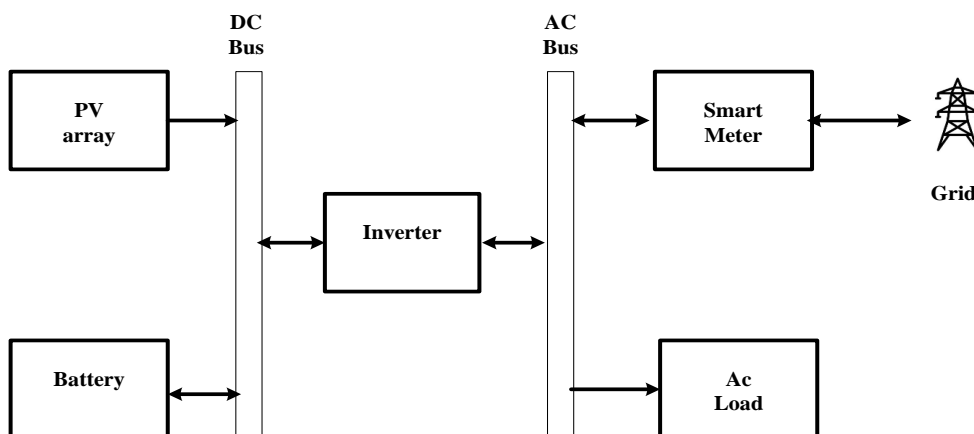 DC
Bus
AC
Bus
PV
array
Smart
Meter
Grid
Inverter
Battery
Ac
Load